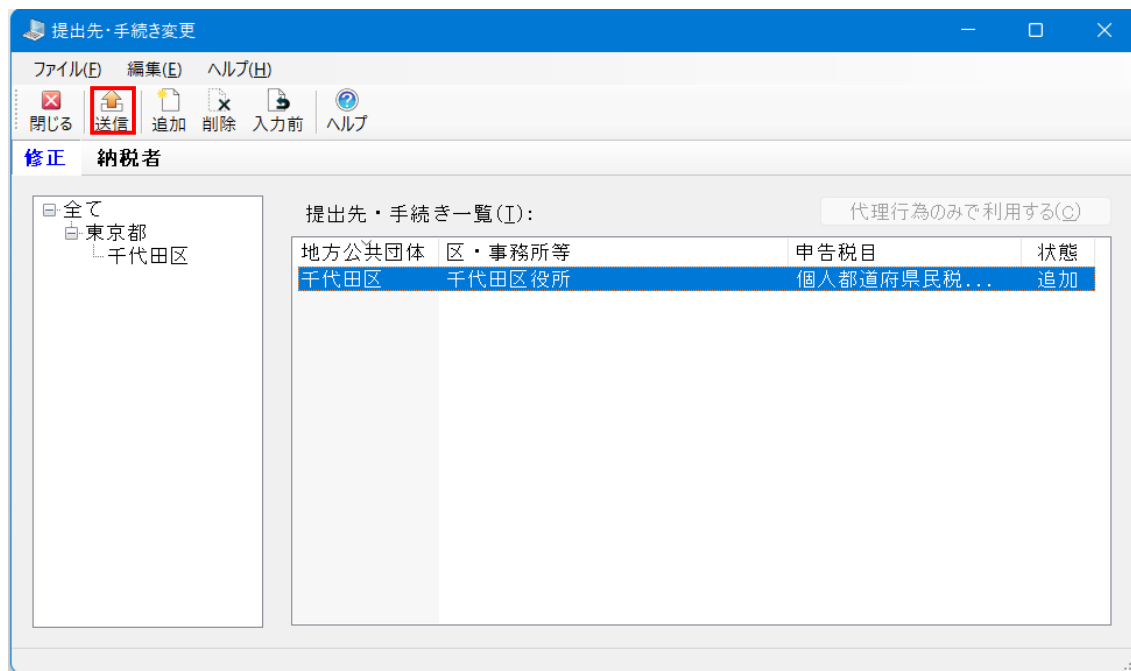 提出先・手続き変更
ファイル(F) 編集(E) ヘルプ(H)
閉じる 送信 追加 削除 入力前 ヘルプ
修正 納税者
全て
東京都
千代田区
提出先・手続き一覧(T): 代理行為のみで利用する(C)
地方公共団体 区・事務所等 申告税目 状態
千代田区 千代田区役所 個人都道府県民税... 追加